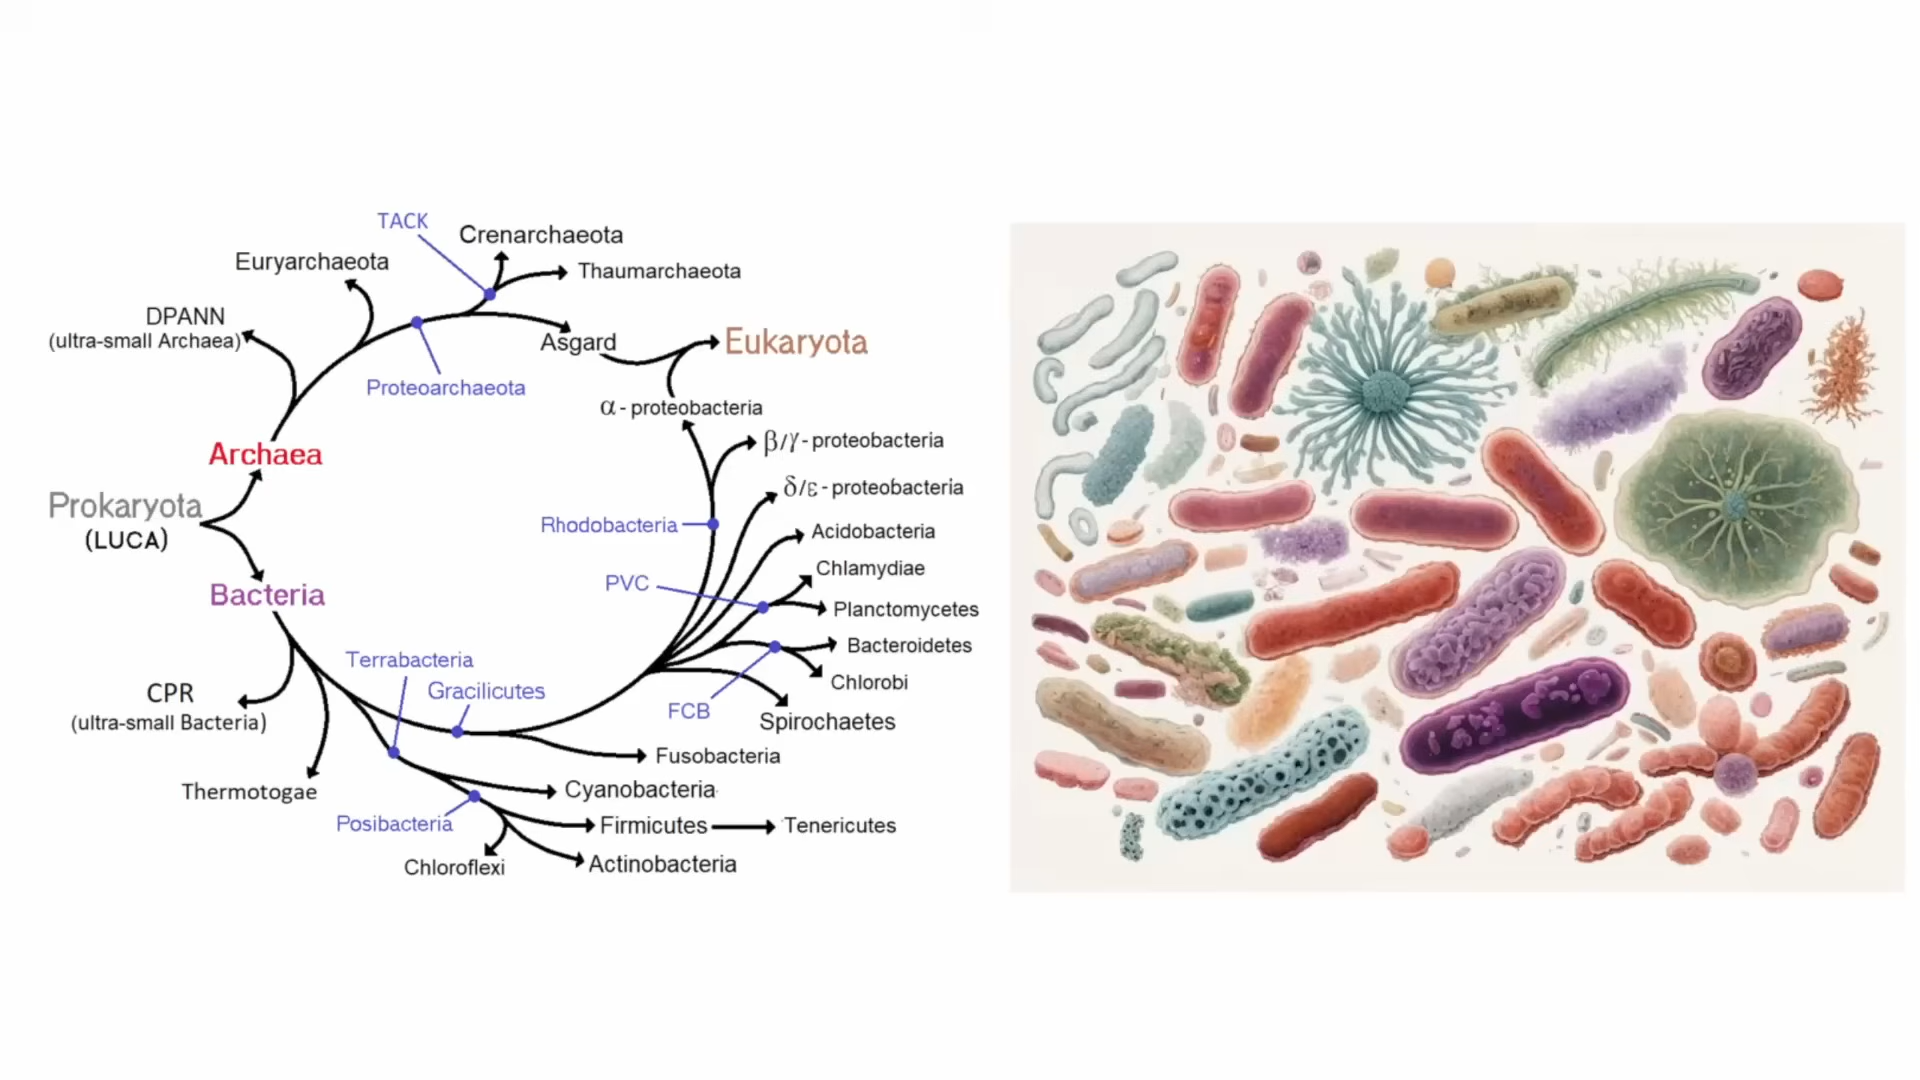 TACK
Crenarchaeota
Euryarchaeota
Thaumarchaeota
DPANN
(ultra-small Archaea)
Asgard
Eukaryota
Proteoarchaeota
α - proteobacteria
β/γ - proteobacteria
Archaea
δ/ε - proteobacteria
Prokaryota
(LUCA)
Rhodobacteria
Acidobacteria
Chlamydiae
PVC
Bacteria
Planctomycetes
Bacteroidetes
Terrabacteria
Chlorobi
Gracilicutes
CPR
(ultra-small Bacteria)
FCB
Spirochaetes
Fusobacteria
Thermotogae
Cyanobacteria
Posibacteria
Firmicutes
Tenericutes
Chloroflexi
Actinobacteria